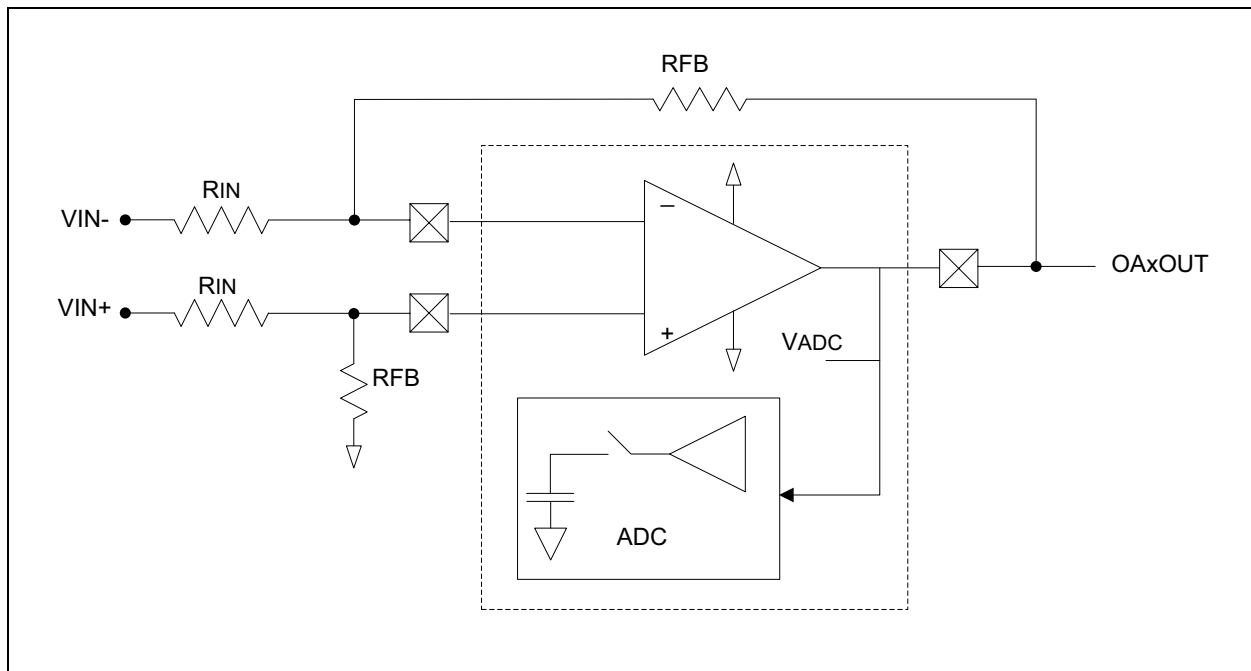 RFB
RIN
VIN-
–
RIN
VIN+
+
OAxOUT
VADC
RFB
ADC